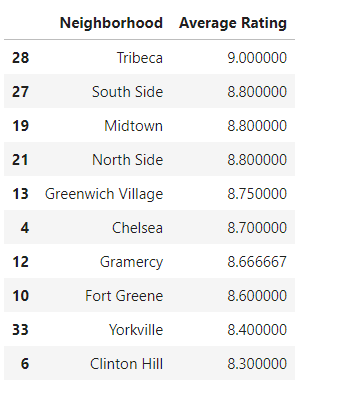 Neighborhood Average Rating
28 Tribeca 9.000000
27 South Side 8.800000
19 Midtown 8.800000
21 North Side 8.800000
13 Greenwich Village 8.750000
4 Chelsea 8.700000
12 Gramercy 8.666667
10 Fort Greene 8.600000
33 Yorkville 8.400000
6 Clinton Hill 8.300000